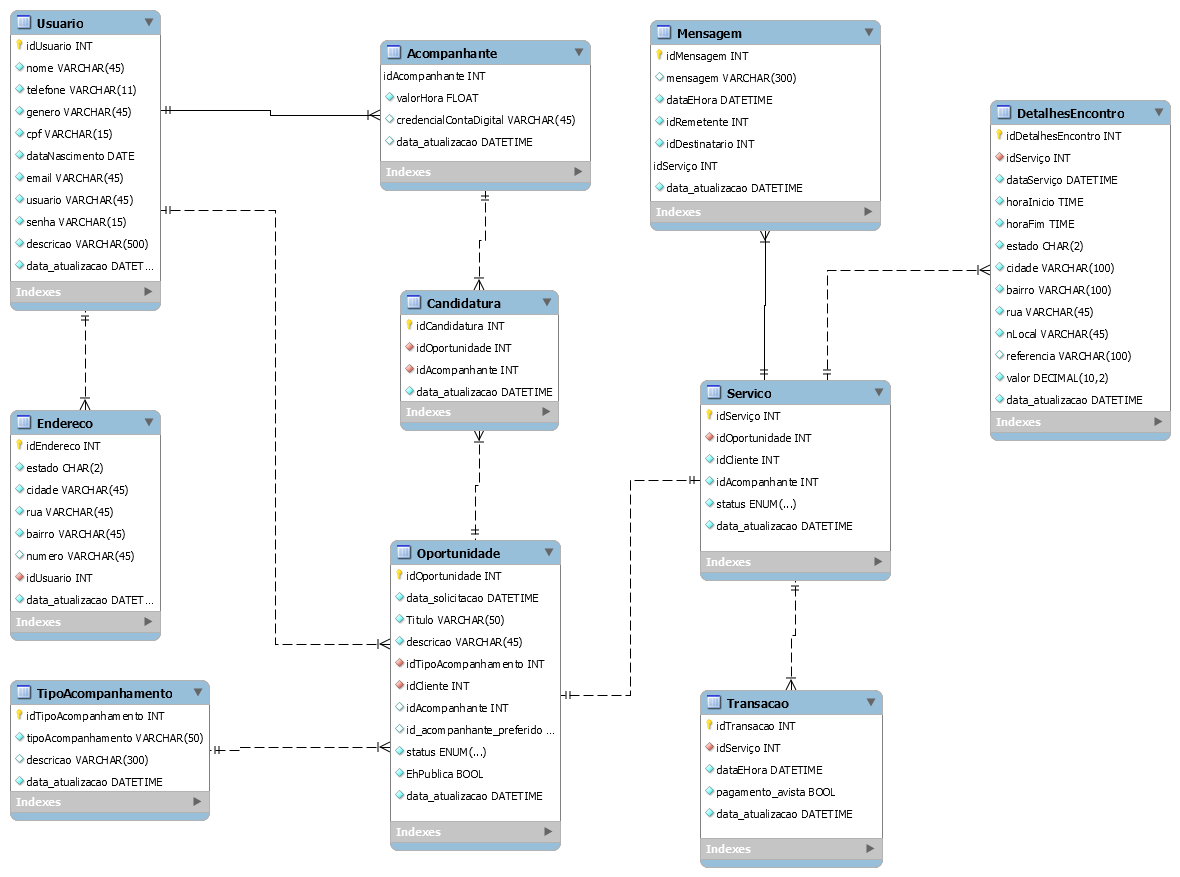 Usuario
idUsuario INT
nome VARCHAR(45)
telefone VARCHAR(11)
genero VARCHAR(45)
cpf VARCHAR(15)
dataNascimento DATE
email VARCHAR(45)
usuario VARCHAR(45)
senha VARCHAR(15)
descricao VARCHAR(500)
data_atualizacao DATET...
Indexes
Acompanhante
idAcompanhante INT
valorHora FLOAT
credencialContaDigital VARCHAR(45)
data_atualizacao DATETIME
Indexes
Mensagem
idMensagem INT
mensagem VARCHAR(300)
dataEHora DATETIME
idRemetente INT
idDestinatario INT
idServiço INT
data_atualizacao DATETIME
Indexes
DetalhesEncontro
idDetalhesEncontro INT
idServiço INT
dataServiço DATETIME
horaInicio TIME
horaFim TIME
estado CHAR(2)
cidade VARCHAR(100)
bairro VARCHAR(100)
rua VARCHAR(45)
nLocal VARCHAR(45)
referencia VARCHAR(100)
valor DECIMAL(10,2)
data_atualizacao DATETIME
Indexes
Candidatura
idCandidatura INT
idOportunidade INT
idAcompanhante INT
data_atualizacao DATETIME
Indexes
Endereco
idEndereco INT
estado CHAR(2)
cidade VARCHAR(45)
rua VARCHAR(45)
bairro VARCHAR(45)
numero VARCHAR(45)
idUsuario INT
data_atualizacao DATET...
Indexes
Servico
idServiço INT
idOportunidade INT
idCliente INT
idAcompanhante INT
status ENUM(...)
data_atualizacao DATETIME
Indexes
Oportunidade
idOportunidade INT
data_solicitacao DATETIME
Titulo VARCHAR(50)
descricao VARCHAR(45)
idTipoAcompanhamento INT
idCliente INT
idAcompanhante INT
id_acompanhante_preferido ...
status ENUM(...)
EhPublica BOOL
data_atualizacao DATETIME
Indexes
TipoAcompanhamento
idTipoAcompanhamento INT
tipoAcompanhamento VARCHAR(50)
descricao VARCHAR(300)
data_atualizacao DATETIME
Indexes
Transacao
idTransacao INT
idServiço INT
dataEHora DATETIME
pagamento_avista BOOL
data_atualizacao DATETIME
Indexes